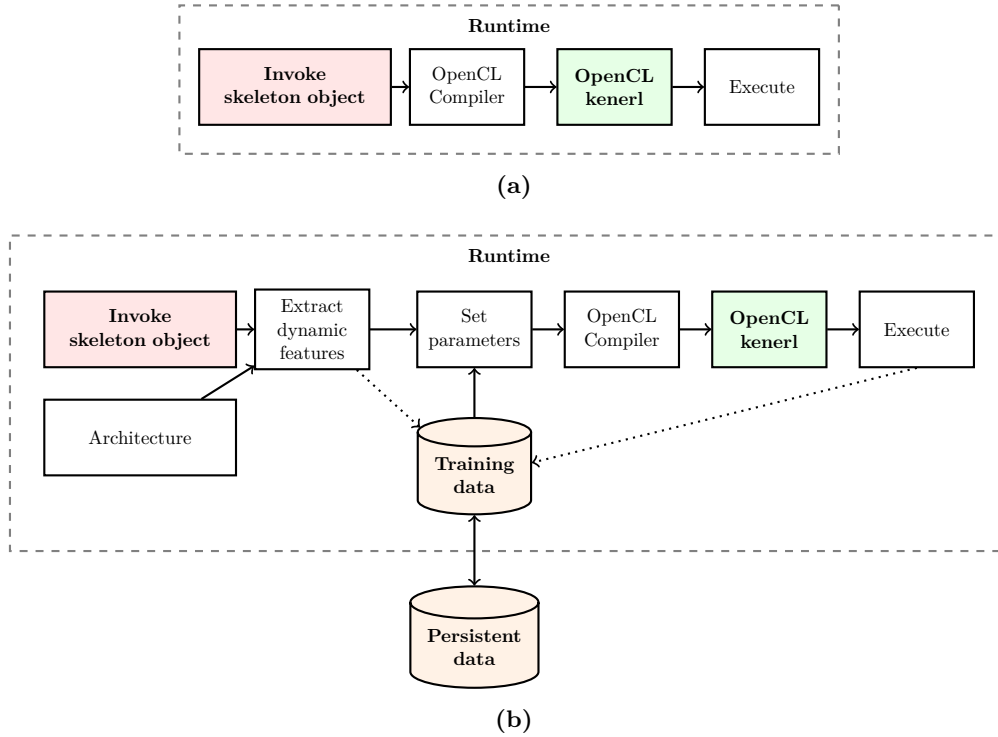 Runtime
Invoke
skeleton object
OpenCL
Compiler
OpenCL
kenerl
Execute
(a)
Runtime
Invoke
skeleton object
Extract
dynamic
features
Set
parameters
OpenCL
Compiler
OpenCL
kenerl
Execute
Architecture
Training
data
Persistent
data
(b)